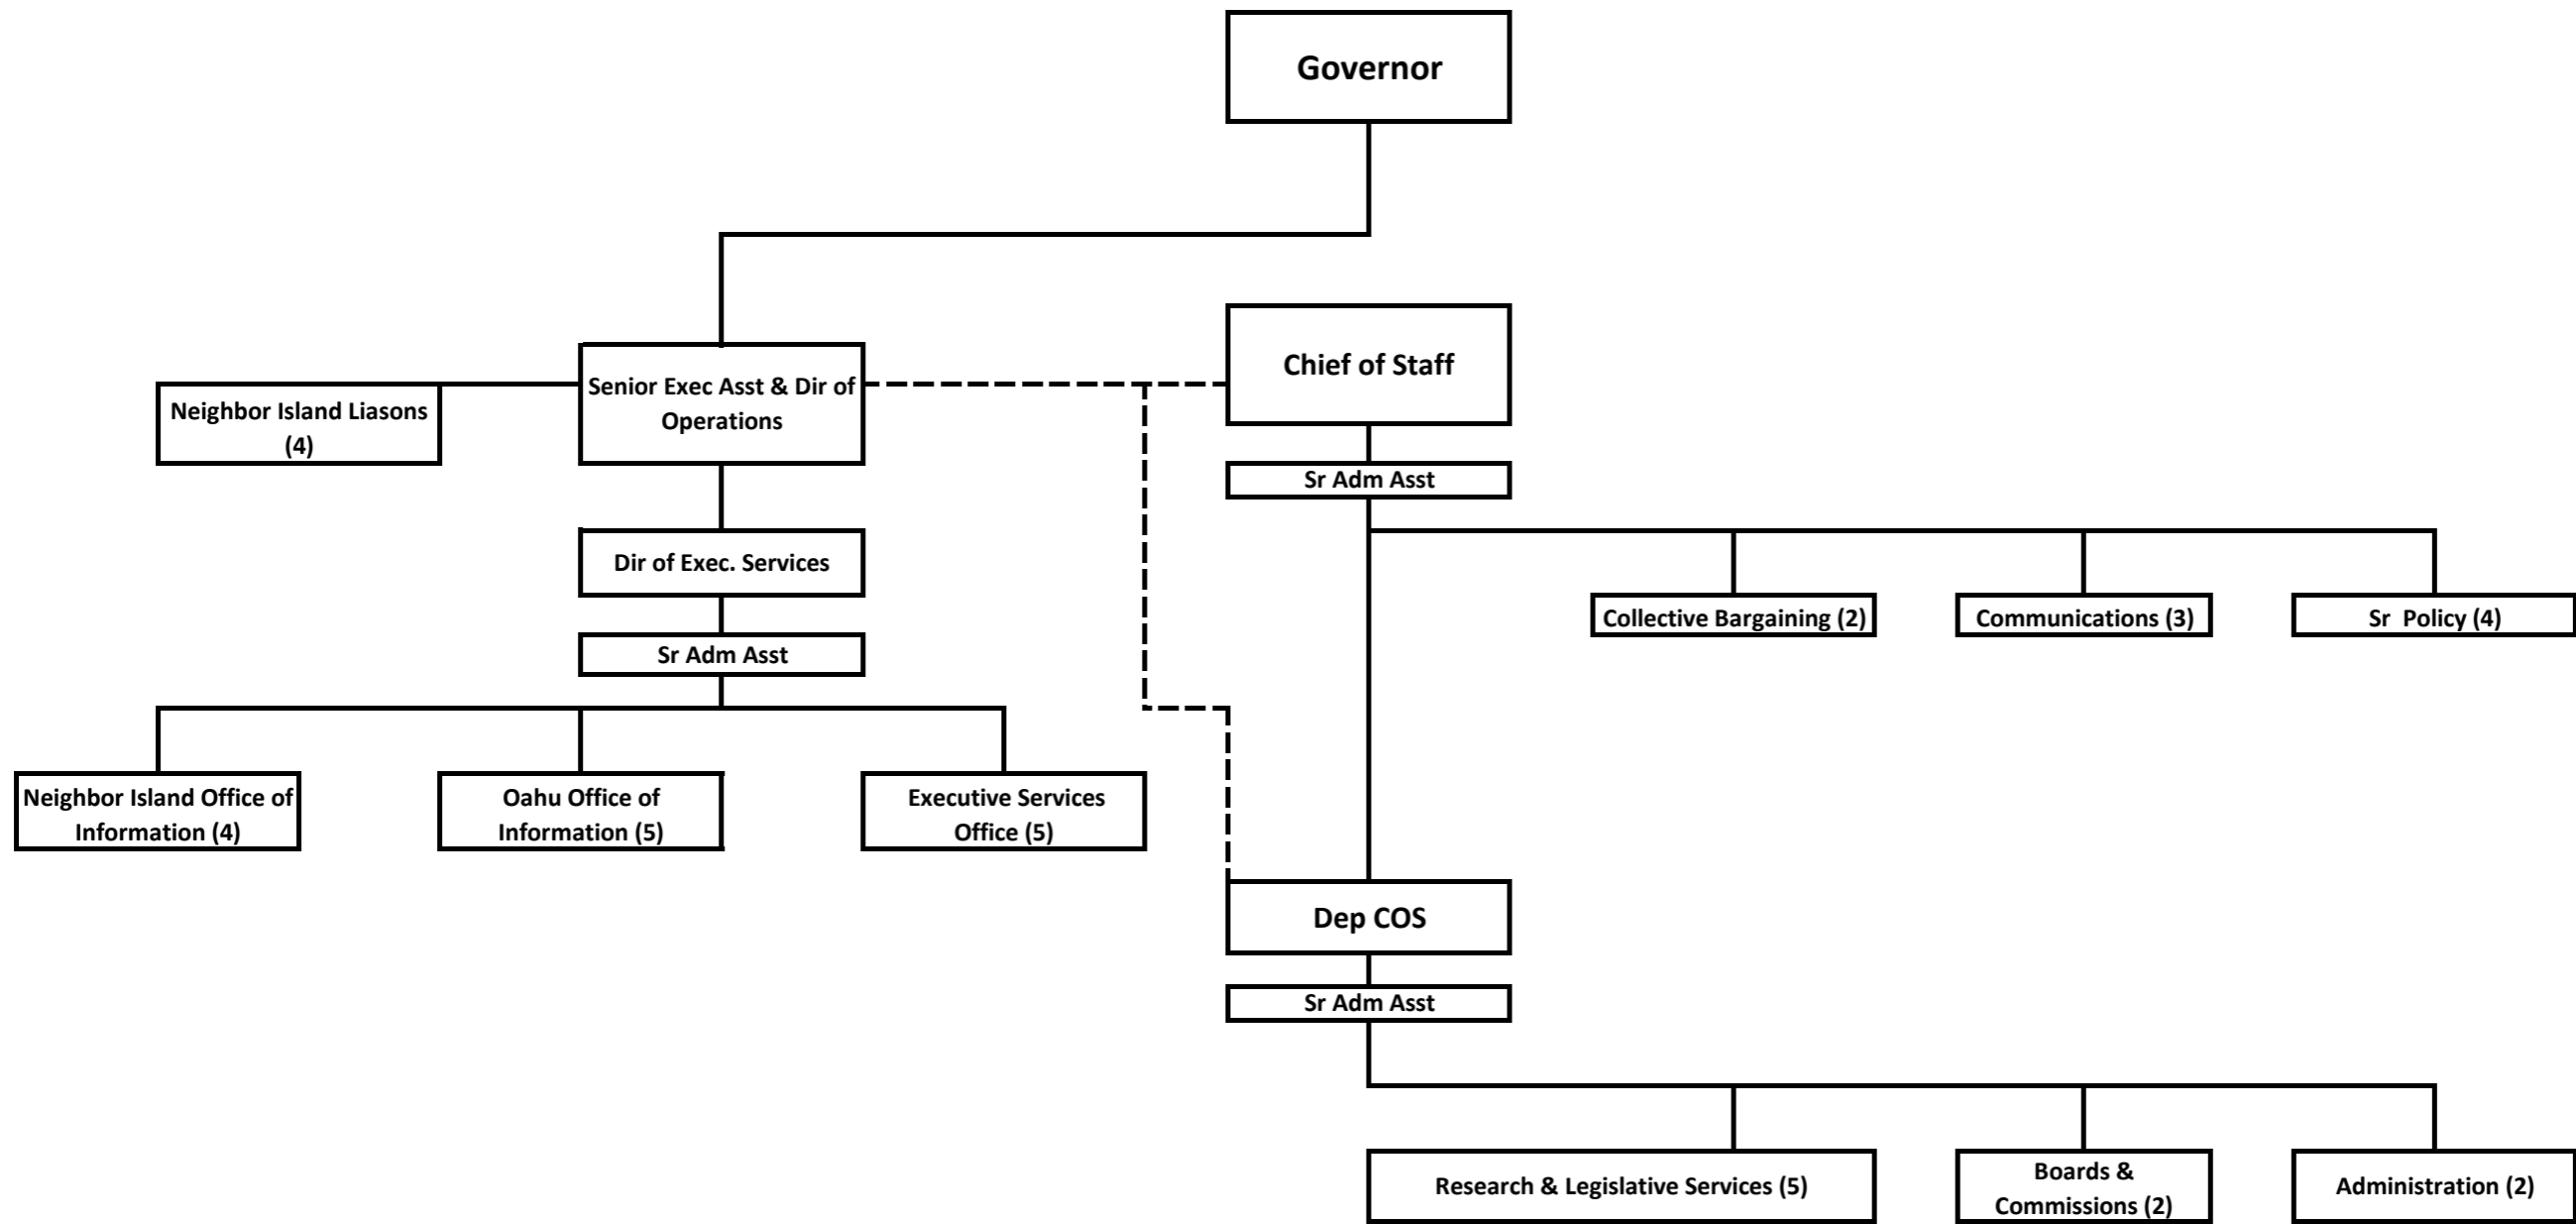 Governor
Chief of Staff
Senior Exec Asst & Dir of
Operations
Neighbor Island Liasons
(4)
Sr Adm Asst
Dir of Exec. Services
Collective Bargaining (2)
Communications (3)
Sr  Policy (4)
Sr Adm Asst
Neighbor Island Office of
Information (4)
Oahu Office of
Information (5)
Executive Services
Office (5)
Dep COS
Sr Adm Asst
Research & Legislative Services (5)
Boards &
Commissions (2)
Administration (2)